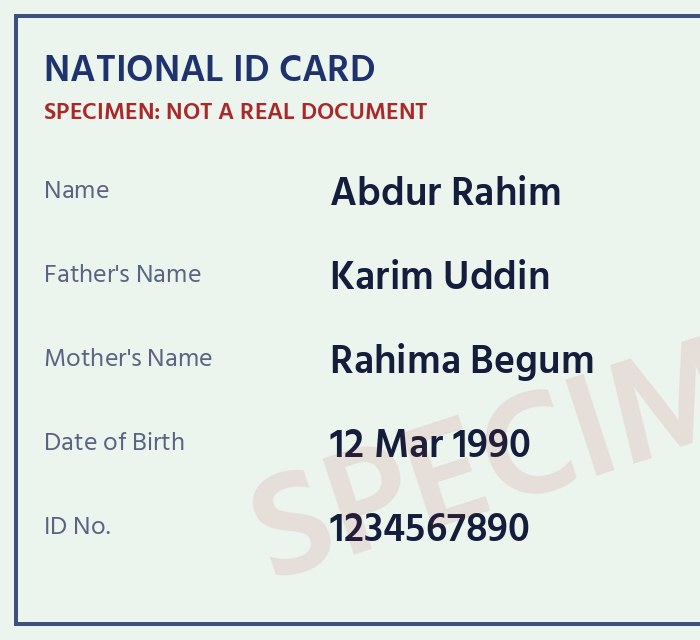 NATIONAL ID CARD
SPECIMEN: NOT A REAL DOCUMENT
Name Abdur Rahim
Father's Name Karim Uddin
Mother's Name Rahima Begum
Date of Birth 12 Mar 1990
ID No. 1234567890
SPECIM